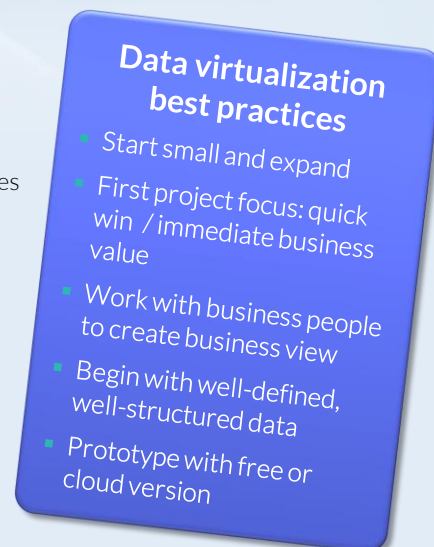 Data virtualization
best practices
▪ Start small and expand
▪ First project focus: quick
win / immediate business
value
▪ Work with business people
to create business view
▪ Begin with well-defined,
well-structured data
▪ Prototype with free or
cloud version
es